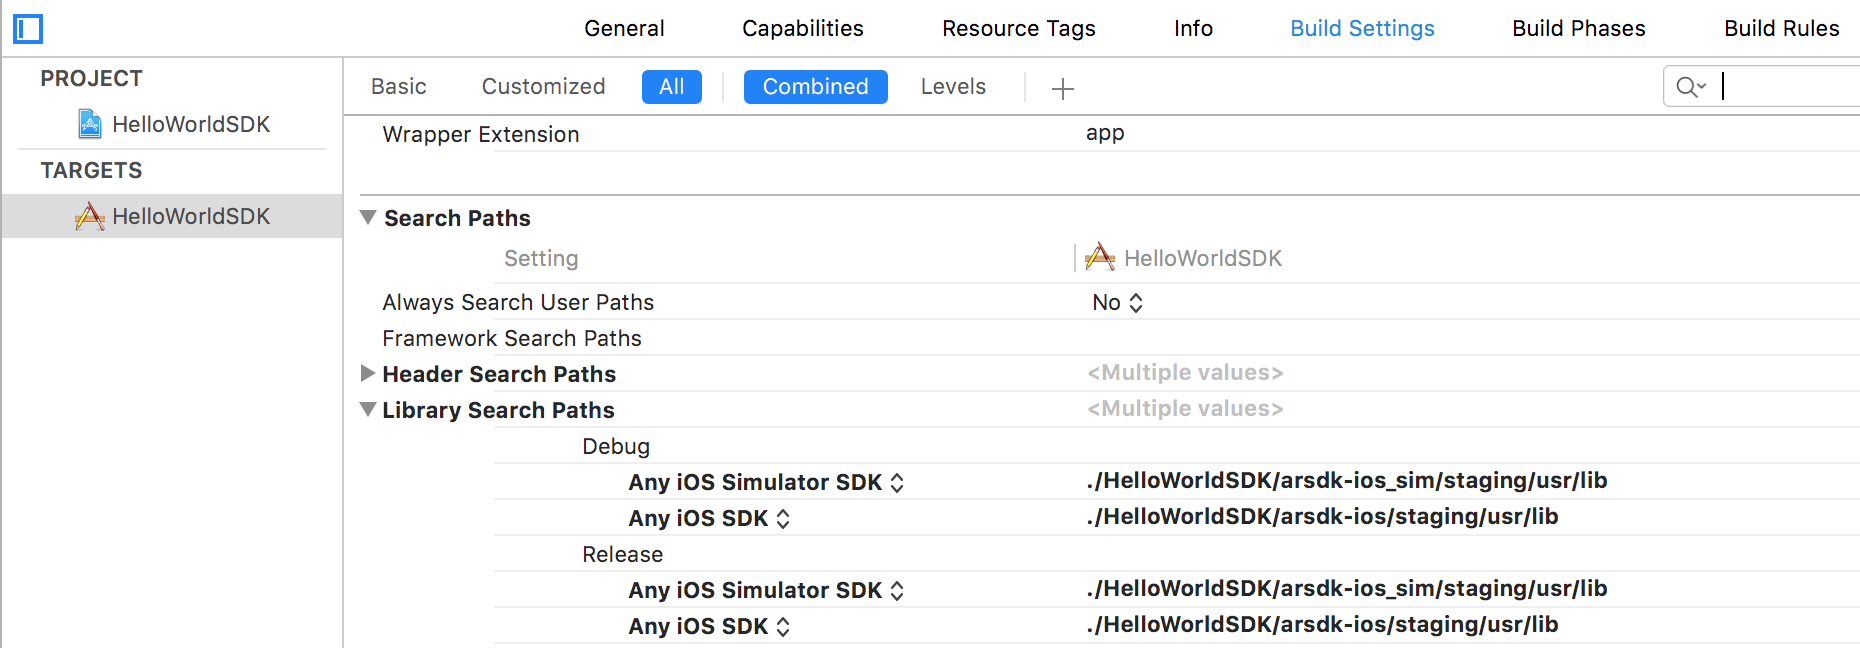 General Capabilities Resource Tags Info Build Settings Build Phases Build Rules
PROJECT
HelloWorldSDK
TARGETS
HelloWorldSDK
Basic Customized All Combined Levels
Wrapper Extension app
Search Paths
Setting HelloWorldSDK
Always Search User Paths No
Framework Search Paths
Header Search Paths <Multiple values>
Library Search Paths <Multiple values>
Debug
Any iOS Simulator SDK ./HelloWorldSDK/arsdk-ios_sim/staging/usr/lib
Any iOS SDK ./HelloWorldSDK/arsdk-ios/staging/usr/lib
Release
Any iOS Simulator SDK ./HelloWorldSDK/arsdk-ios_sim/staging/usr/lib
Any iOS SDK ./HelloWorldSDK/arsdk-ios/staging/usr/lib